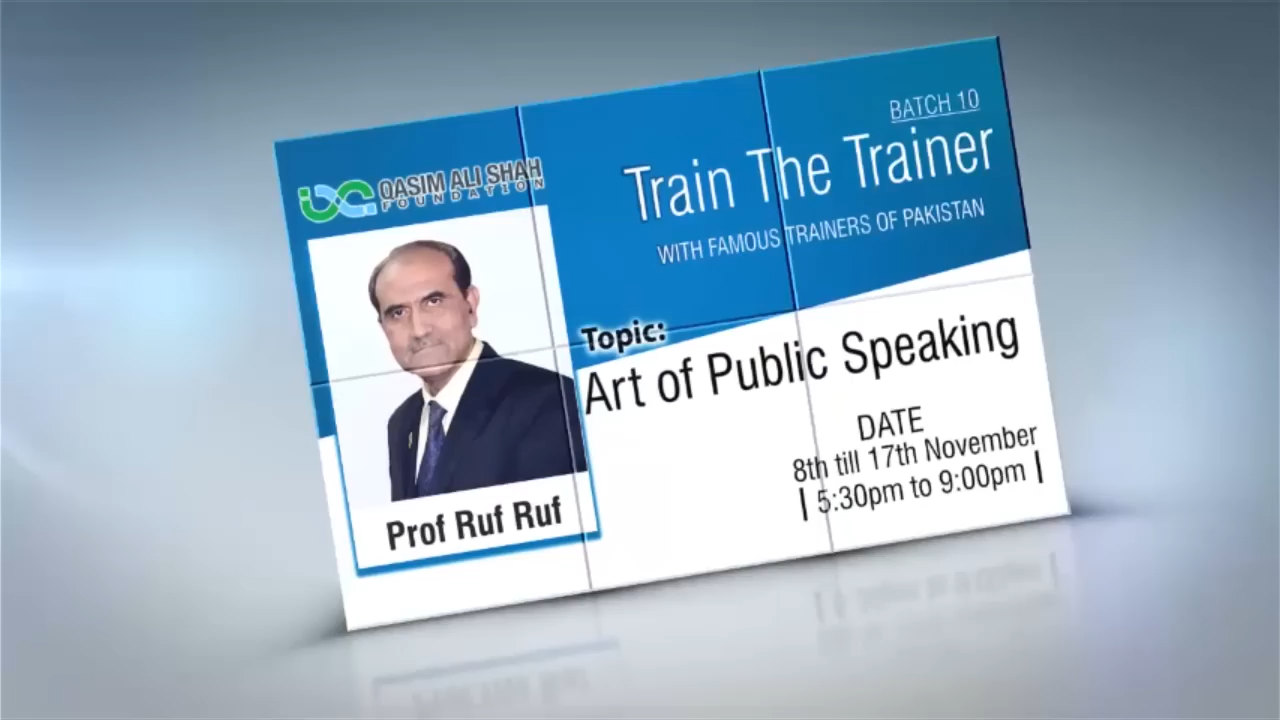 QASIM ALI SHAH
FOUNDATION
BATCH 10
Train The Trainer
WITH FAMOUS TRAINERS OF PAKISTAN
Topic:
Art of Public Speaking
DATE
8th till 17th November
| 5:30pm to 9:00pm |
Prof Ruf Ruf